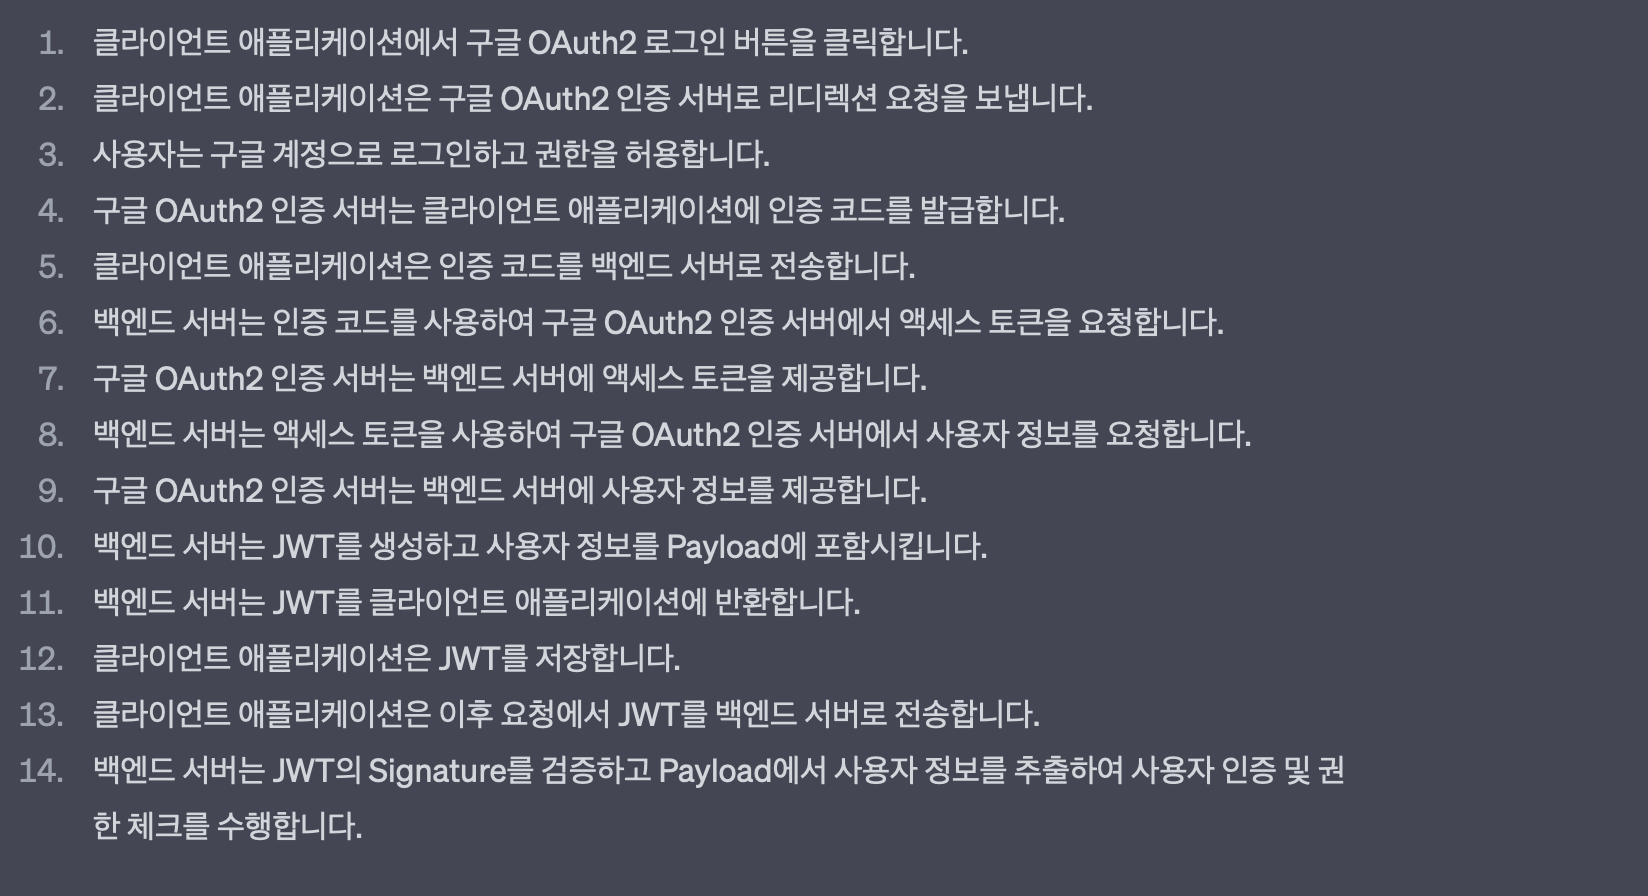 1. 클라이언트 애플리케이션에서 구글 OAuth2 로그인 버튼을 클릭합니다.
2. 클라이언트 애플리케이션은 구글 OAuth2 인증 서버로 리디렉션 요청을 보냅니다.
3. 사용자는 구글 계정으로 로그인하고 권한을 허용합니다.
4. 구글 OAuth2 인증 서버는 클라이언트 애플리케이션에 인증 코드를 발급합니다.
5. 클라이언트 애플리케이션은 인증 코드를 백엔드 서버로 전송합니다.
6. 백엔드 서버는 인증 코드를 사용하여 구글 OAuth2 인증 서버에서 액세스 토큰을 요청합니다.
7. 구글 OAuth2 인증 서버는 백엔드 서버에 액세스 토큰을 제공합니다.
8. 백엔드 서버는 액세스 토큰을 사용하여 구글 OAuth2 인증 서버에서 사용자 정보를 요청합니다.
9. 구글 OAuth2 인증 서버는 백엔드 서버에 사용자 정보를 제공합니다.
10. 백엔드 서버는 JWT를 생성하고 사용자 정보를 Payload에 포함시킵니다.
11. 백엔드 서버는 JWT를 클라이언트 애플리케이션에 반환합니다.
12. 클라이언트 애플리케이션은 JWT를 저장합니다.
13. 클라이언트 애플리케이션은 이후 요청에서 JWT를 백엔드 서버로 전송합니다.
14. 백엔드 서버는 JWT의 Signature를 검증하고 Payload에서 사용자 정보를 추출하여 사용자 인증 및 권
한 체크를 수행합니다.